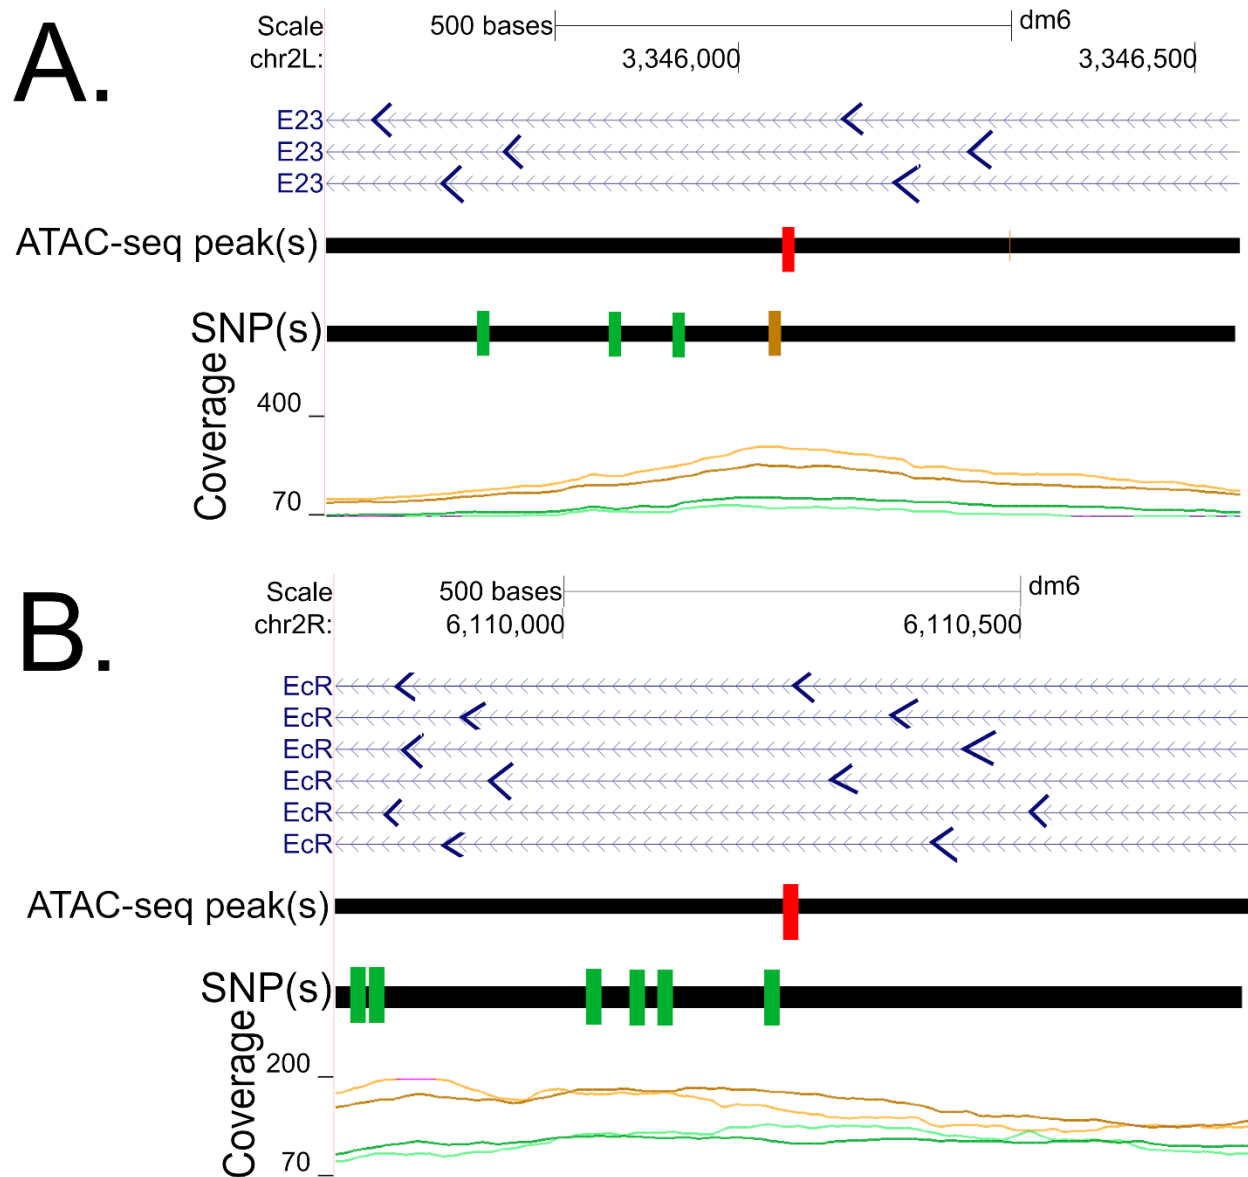 A.
Scale 500 bases dm6
chr2L: 3,346,000 3,346,500
E23
E23
E23
ATAC-seq peak(s)
SNP(s)
Coverage
400
70
B.
Scale 500 bases dm6
chr2R: 6,110,000 6,110,500
EcR
EcR
EcR
EcR
EcR
EcR
ATAC-seq peak(s)
SNP(s)
Coverage
200
70